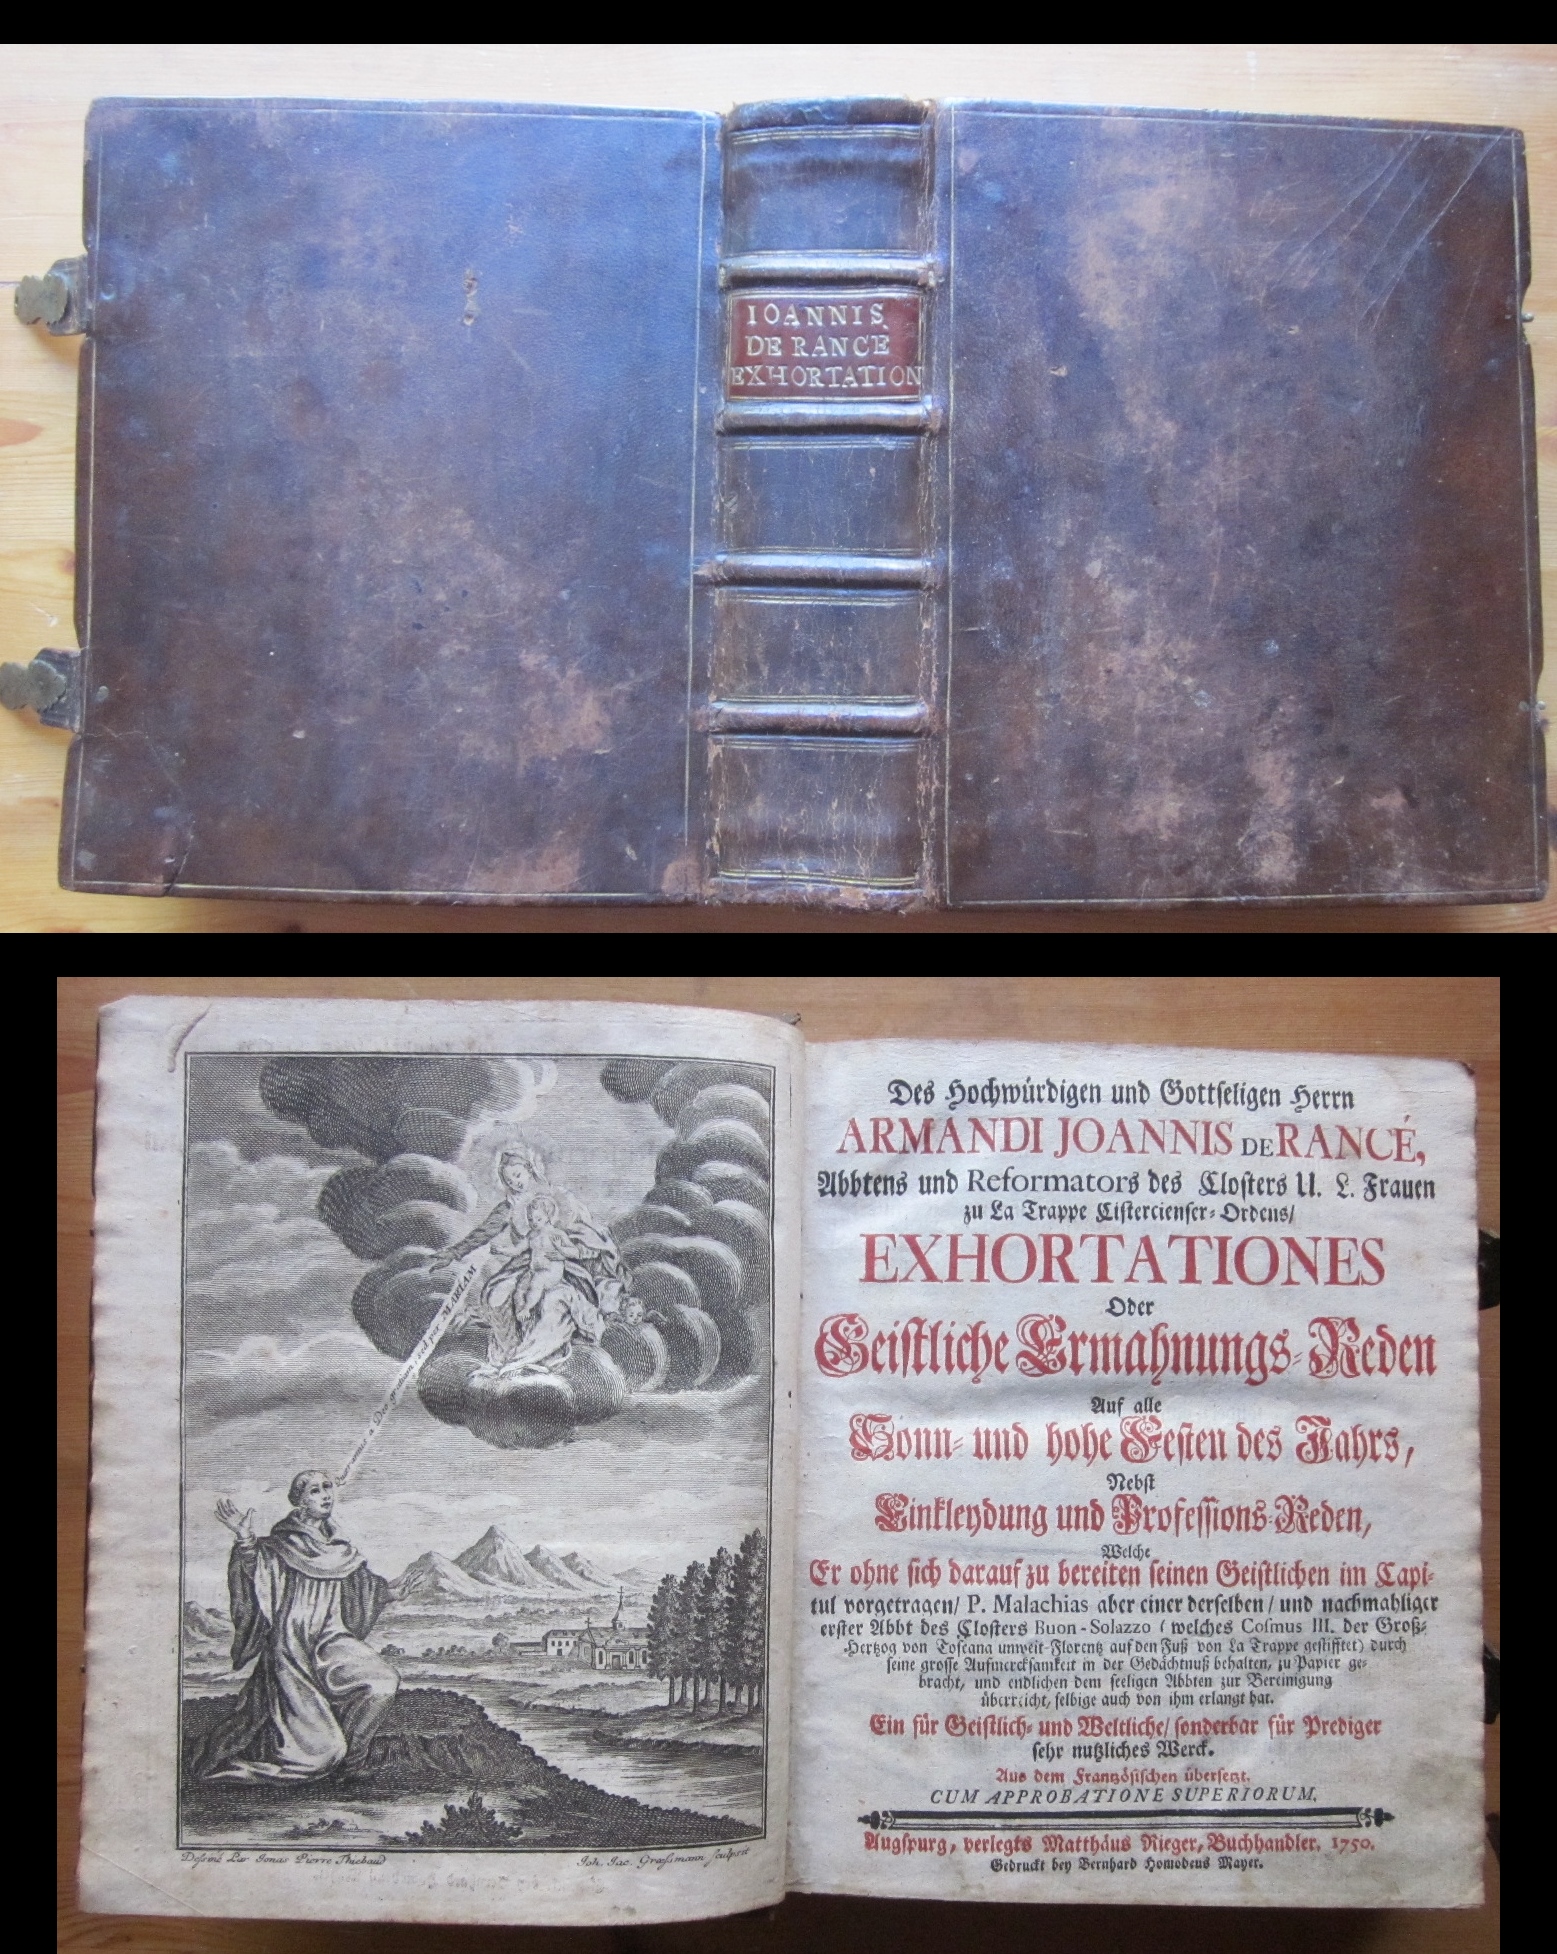 IOANNIS
DE RANCE
EXHORTATION
Quæramus a Deo gratiam, sed per MARIAM
Dessiné Par Jonas Pierre Thiebaud
Joh. Jac. Græssmann sculpsit
Des Hochwürdigen und Gottseligen Herrn
ARMANDI JOANNIS DE RANCÉ,
Abbtens und Reformators des Closters U. L. Frauen
zu La Trappe Cistercienser-Ordens/
EXHORTATIONES
Oder
Geistliche Ermahnungs-Reden
Auf alle
Sonn- und hohe Festen des Jahrs,
Nebst
Einkleydung und Professions-Reden,
Welche
Er ohne sich darauf zu bereiten seinen Geistlichen im Capi-
tul vorgetragen/ P. Malachias aber einer derselben/ und nachmahliger
erster Abbt des Closters Buon-Solazzo (welches Cosmus III. der Groß-
Hertzog von Toscana unweit Florentz auf den Fuß von La Trappe gestifftet) durch
seine grosse Aufmercksamkeit in der Gedächtnuß behalten, zu Papier ge-
bracht, und endlichen dem seeligen Abbten zur Bereinigung
überreicht, selbige auch von ihm erlangt hat.
Ein für Geistlich- und Weltliche/ sonderbar für Prediger
sehr nutzliches Werck.
Aus dem Frantzösischen übersetzt.
CUM APPROBATIONE SUPERIORUM.
Augspurg, verlegts Matthäus Rieger, Buchhandler, 1750.
Gedruckt bey Bernhard Homodeus Mayer.